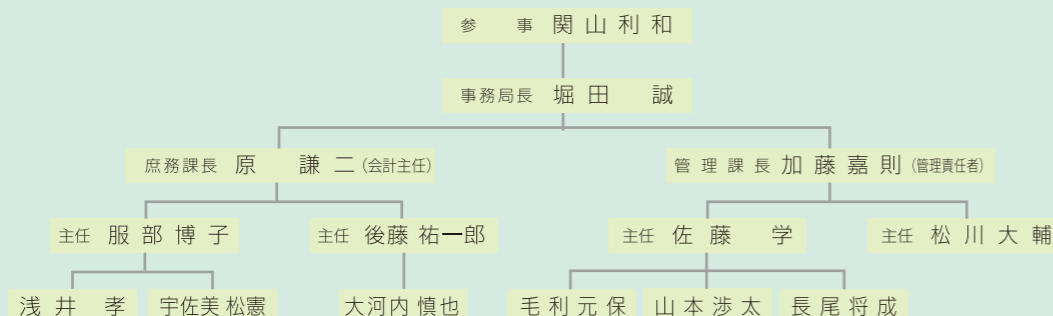 参事 関山利和
事務局長 堀田誠
庶務課長 原謙二(会計主任)
管理課長 加藤嘉則(管理責任者)
主任 服部博子
主任 後藤祐一郎
主任 佐藤学
主任 松川大輔
浅井孝
宇佐美松憲
大河内慎也
毛利元保
山本渉太
長尾将成